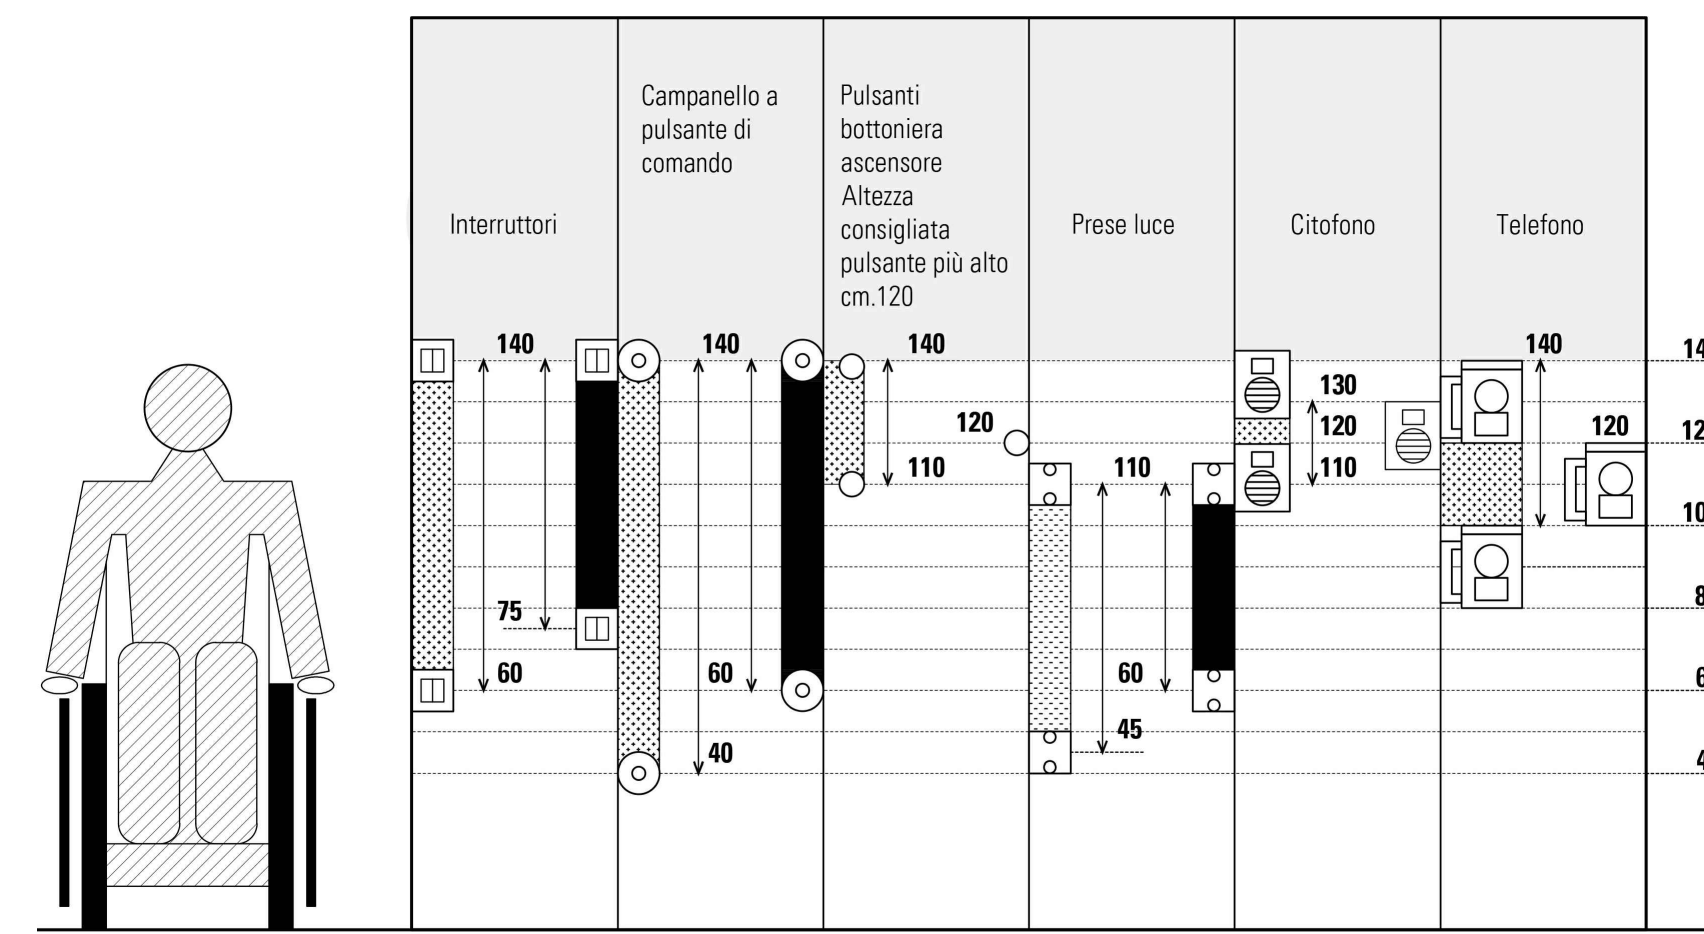 Interruttori
Campanello a
pulsante di
comando
Pulsanti
bottoniera
ascensore
Altezza
consigliata
pulsante più alto
cm.120
Prese luce
Citofono
Telefono
140
75
60
140
60
40
140
120
110
110
60
45
130
120
110
140
120